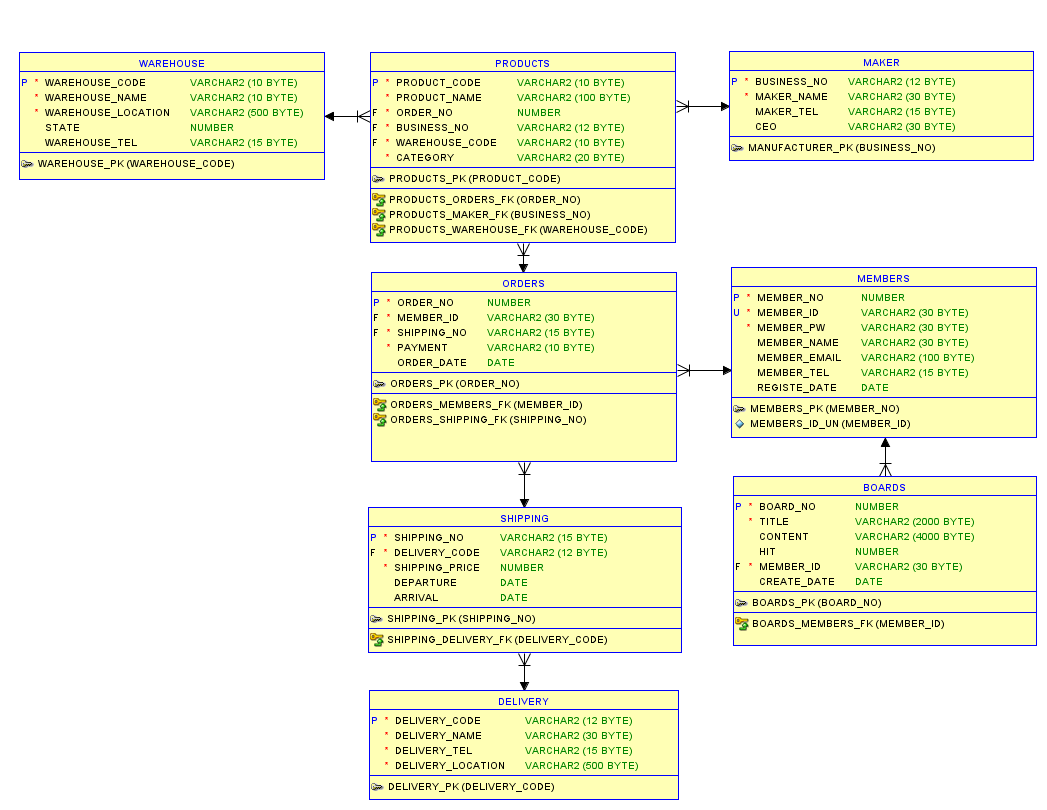 WAREHOUSE
P * WAREHOUSE_CODE VARCHAR2 (10 BYTE)
* WAREHOUSE_NAME VARCHAR2 (10 BYTE)
* WAREHOUSE_LOCATION VARCHAR2 (500 BYTE)
STATE NUMBER
WAREHOUSE_TEL VARCHAR2 (15 BYTE)
WAREHOUSE_PK (WAREHOUSE_CODE)
PRODUCTS
P * PRODUCT_CODE VARCHAR2 (10 BYTE)
* PRODUCT_NAME VARCHAR2 (100 BYTE)
F * ORDER_NO NUMBER
F * BUSINESS_NO VARCHAR2 (12 BYTE)
F * WAREHOUSE_CODE VARCHAR2 (10 BYTE)
* CATEGORY VARCHAR2 (20 BYTE)
PRODUCTS_PK (PRODUCT_CODE)
PRODUCTS_ORDERS_FK (ORDER_NO)
PRODUCTS_MAKER_FK (BUSINESS_NO)
PRODUCTS_WAREHOUSE_FK (WAREHOUSE_CODE)
MAKER
P * BUSINESS_NO VARCHAR2 (12 BYTE)
* MAKER_NAME VARCHAR2 (30 BYTE)
MAKER_TEL VARCHAR2 (15 BYTE)
CEO VARCHAR2 (30 BYTE)
MANUFACTURER_PK (BUSINESS_NO)
ORDERS
P * ORDER_NO NUMBER
F * MEMBER_ID VARCHAR2 (30 BYTE)
F * SHIPPING_NO VARCHAR2 (15 BYTE)
* PAYMENT VARCHAR2 (10 BYTE)
ORDER_DATE DATE
ORDERS_PK (ORDER_NO)
ORDERS_MEMBERS_FK (MEMBER_ID)
ORDERS_SHIPPING_FK (SHIPPING_NO)
MEMBERS
P * MEMBER_NO NUMBER
U * MEMBER_ID VARCHAR2 (30 BYTE)
* MEMBER_PW VARCHAR2 (30 BYTE)
MEMBER_NAME VARCHAR2 (30 BYTE)
MEMBER_EMAIL VARCHAR2 (100 BYTE)
MEMBER_TEL VARCHAR2 (15 BYTE)
REGISTE_DATE DATE
MEMBERS_PK (MEMBER_NO)
MEMBERS_ID_UN (MEMBER_ID)
SHIPPING
P * SHIPPING_NO VARCHAR2 (15 BYTE)
F * DELIVERY_CODE VARCHAR2 (12 BYTE)
* SHIPPING_PRICE NUMBER
DEPARTURE DATE
ARRIVAL DATE
SHIPPING_PK (SHIPPING_NO)
SHIPPING_DELIVERY_FK (DELIVERY_CODE)
BOARDS
P * BOARD_NO NUMBER
* TITLE VARCHAR2 (2000 BYTE)
CONTENT VARCHAR2 (4000 BYTE)
HIT NUMBER
F * MEMBER_ID VARCHAR2 (30 BYTE)
CREATE_DATE DATE
BOARDS_PK (BOARD_NO)
BOARDS_MEMBERS_FK (MEMBER_ID)
DELIVERY
P * DELIVERY_CODE VARCHAR2 (12 BYTE)
* DELIVERY_NAME VARCHAR2 (30 BYTE)
* DELIVERY_TEL VARCHAR2 (15 BYTE)
* DELIVERY_LOCATION VARCHAR2 (500 BYTE)
DELIVERY_PK (DELIVERY_CODE)